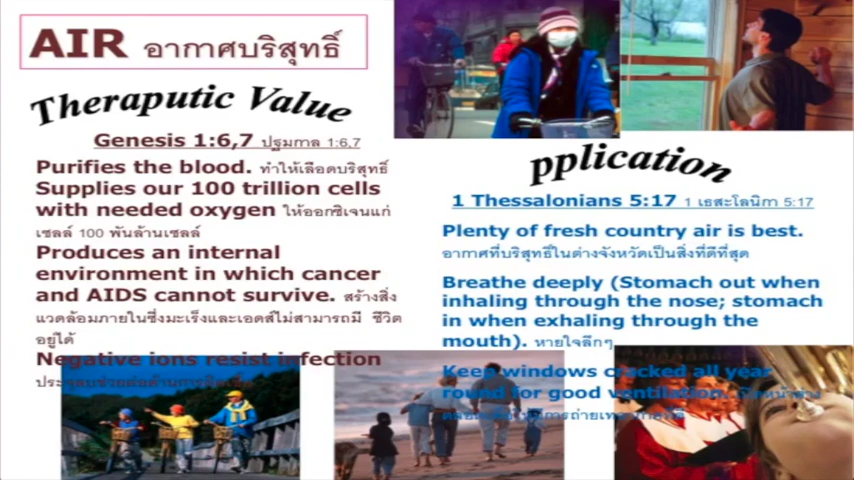 AIR อากาศบริสุทธิ์
Theraputic Value
Genesis 1:6,7 ปฐมกาล 1:6,7
Purifies the blood. ทำให้เลือดบริสุทธิ์
Supplies our 100 trillion cells
with needed oxygen ให้ออกซิเจนแก่
เซลล์ 100 พันล้านเซลล์
Produces an internal
environment in which cancer
and AIDS cannot survive. สร้างสิ่ง
แวดล้อมภายในซึ่งมะเร็งและเอดส์ไม่สามารถมี ชีวิต
อยู่ได้
Negative ions resist infection
pplication
1 Thessalonians 5:17 1 เธสะโลนิกา 5:17
Plenty of fresh country air is best.
อากาศที่บริสุทธิ์ในต่างจังหวัดเป็นสิ่งที่ดีที่สุด
Breathe deeply (Stomach out when
inhaling through the nose; stomach
in when exhaling through the
mouth). หายใจลึกๆ
Keep windows cracked all year
round for good ventilation.